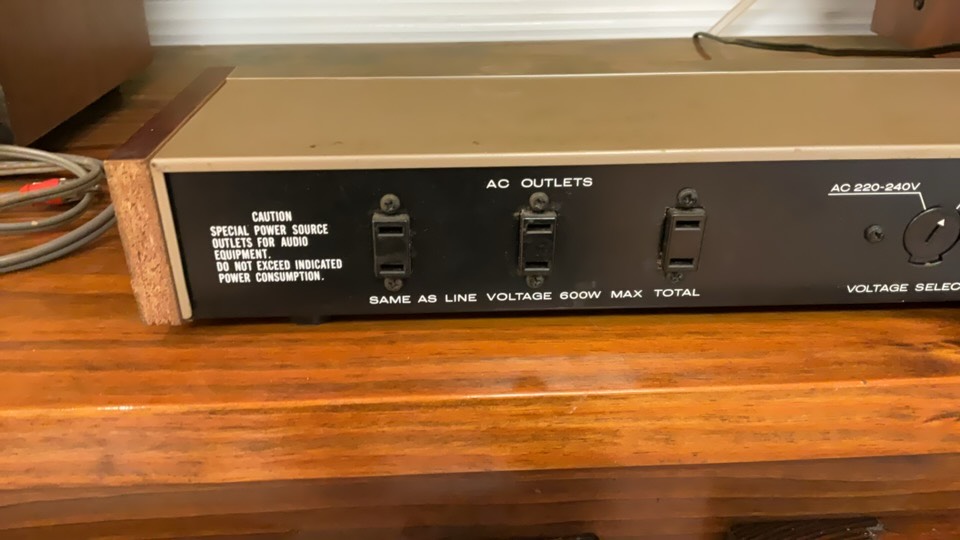 AC OUTLETS
AC 220-240V
CAUTION
SPECIAL POWER SOURCE
OUTLETS FOR AUDIO
EQUIPMENT.
DO NOT EXCEED INDICATED
POWER CONSUMPTION.
SAME AS LINE VOLTAGE 600W MAX TOTAL
VOLTAGE SELEC